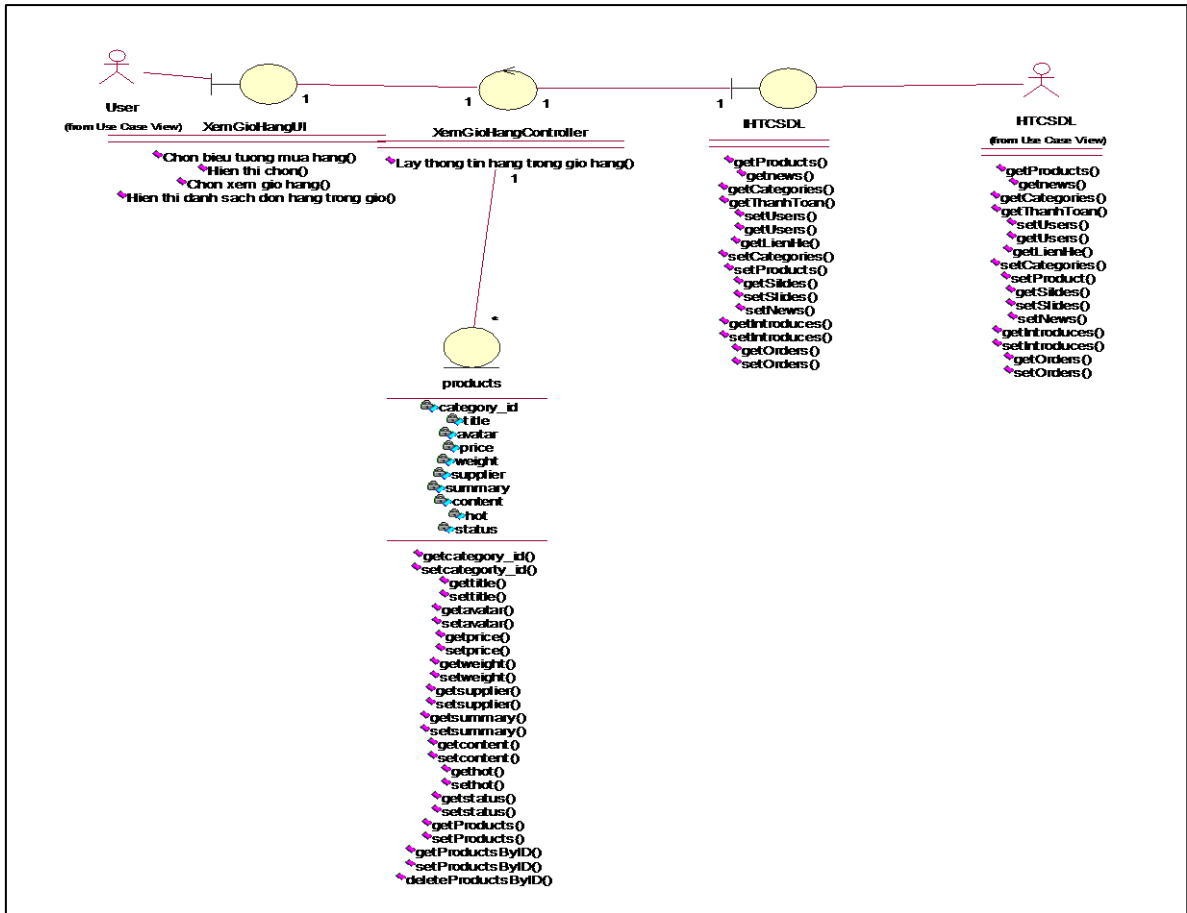 User
(from Use Case View)
1
XemGioHangUI
Chon bieu tuong mua hang()
Hien thi chon()
Chon xem gio hang()
Hien thi danh sach don hang trong gio()
1
1
XemGioHangController
Lay thong tin hang trong gio hang()
1
1
IHTCSDL
getProducts()
getnews()
getCategories()
getThanhToan()
setUsers()
getUsers()
getLienHe()
setCategories()
setProducts()
getSildes()
setSlides()
setNews()
getIntroduces()
setIntroduces()
getOrders()
setOrders()
HTCSDL
(from Use Case View)
getProducts()
getnews()
getCategories()
getThanhToan()
setUsers()
getUsers()
getLienHe()
setCategories()
setProduct()
getSildes()
setSlides()
setNews()
getIntroduces()
setIntroduces()
getOrders()
setOrders()
*
products
category_id
title
avatar
price
weight
supplier
summary
content
hot
status
getcategory_id()
setcategorty_id()
gettitle()
settitle()
getavatar()
setavatar()
getprice()
setprice()
getweight()
setweight()
getsupplier()
setsupplier()
getsummary()
setsummary()
getcontent()
setcontent()
gethot()
sethot()
getstatus()
setstatus()
getProducts()
setProducts()
getProductsByID()
setProductsByID()
deleteProductsByID()